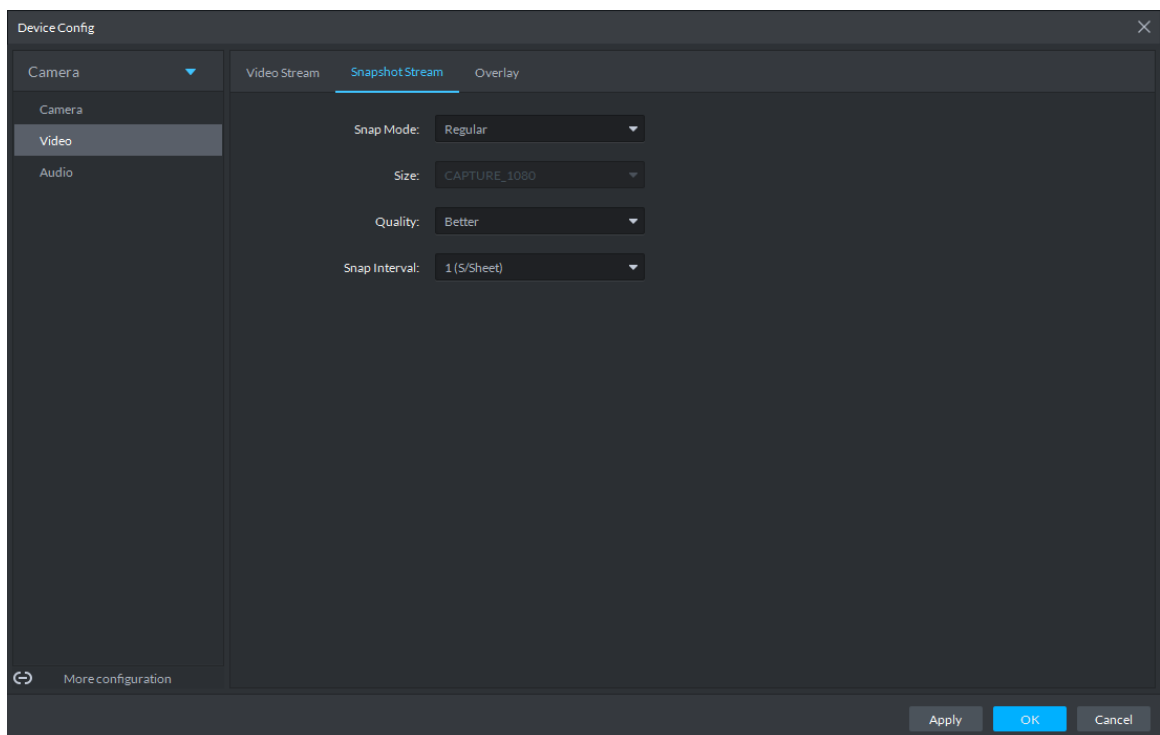 Device Config
Camera
Camera
Video
Audio
More configuration
Video Stream Snapshot Stream Overlay
Snap Mode: Regular
Size: CAPTURE_1080
Quality: Better
Snap Interval: 1 (S/Sheet)
Apply OK Cancel